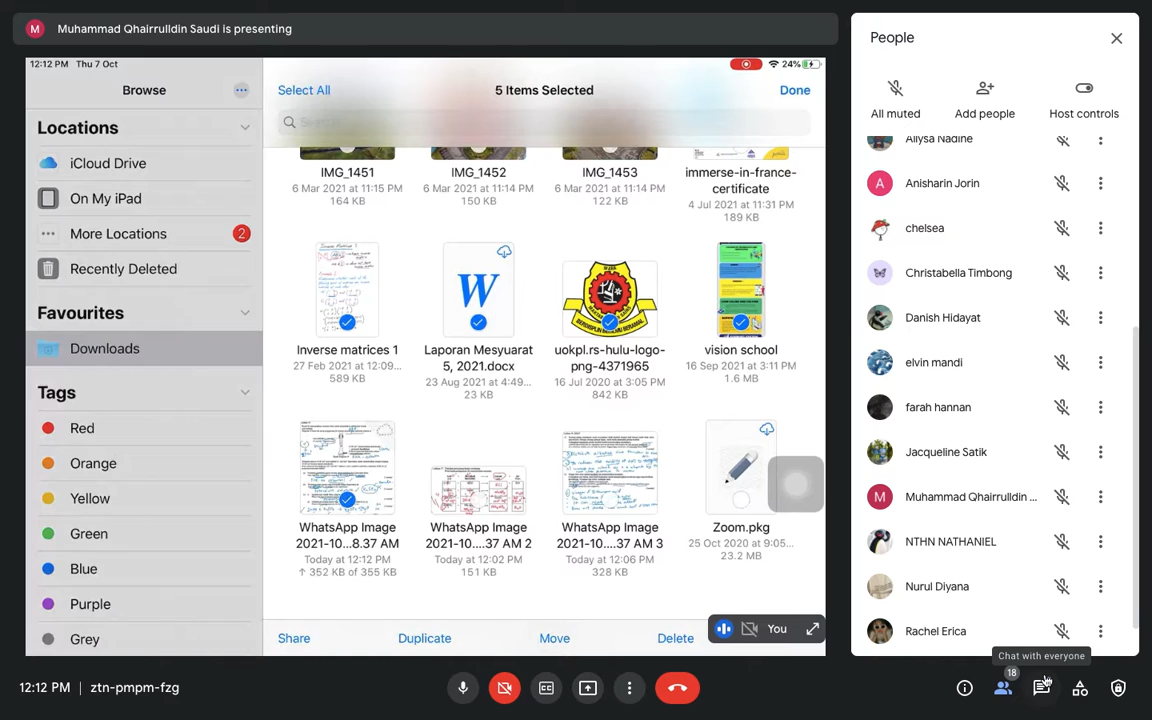 M Muhammad Qhairrulldin Saudi is presenting
12:12 PM Thu 7 Oct
24%
Browse
Locations
iCloud Drive
On My iPad
More Locations 2
Recently Deleted
Favourites
Downloads
Tags
Red
Orange
Yellow
Green
Blue
Purple
Grey
Select All 5 Items Selected Done
Search
IMG_1451
6 Mar 2021 at 11:15 PM
164 KB
IMG_1452
6 Mar 2021 at 11:14 PM
150 KB
IMG_1453
6 Mar 2021 at 11:14 PM
122 KB
immerse-in-france-
certificate
4 Jul 2021 at 11:31 PM
189 KB
Inverse matrices 1
27 Feb 2021 at 12:09...
589 KB
W
Laporan Mesyuarat
5, 2021.docx
23 Aug 2021 at 4:49...
23 KB
uokpl.rs-hulu-logo-
png-4371965
16 Jul 2020 at 3:05 PM
842 KB
vision school
16 Sep 2021 at 3:11 PM
1.6 MB
WhatsApp Image
2021-10...8.37 AM
Today at 12:12 PM
↑ 352 KB of 355 KB
WhatsApp Image
2021-10....37 AM 2
Today at 12:02 PM
151 KB
WhatsApp Image
2021-10....37 AM 3
Today at 12:06 PM
328 KB
Zoom.pkg
25 Oct 2020 at 9:05...
23.2 MB
Share Duplicate Move Delete
You
People
All muted
Add people
Host controls
Allysa Nadine
A Anisharin Jorin
chelsea
Christabella Timbong
Danish Hidayat
elvin mandi
farah hannan
Jacqueline Satik
M Muhammad Qhairrulldin ...
NTHN NATHANIEL
Nurul Diyana
Rachel Erica
Chat with everyone
18
12:12 PM | ztn-pmpm-fzg